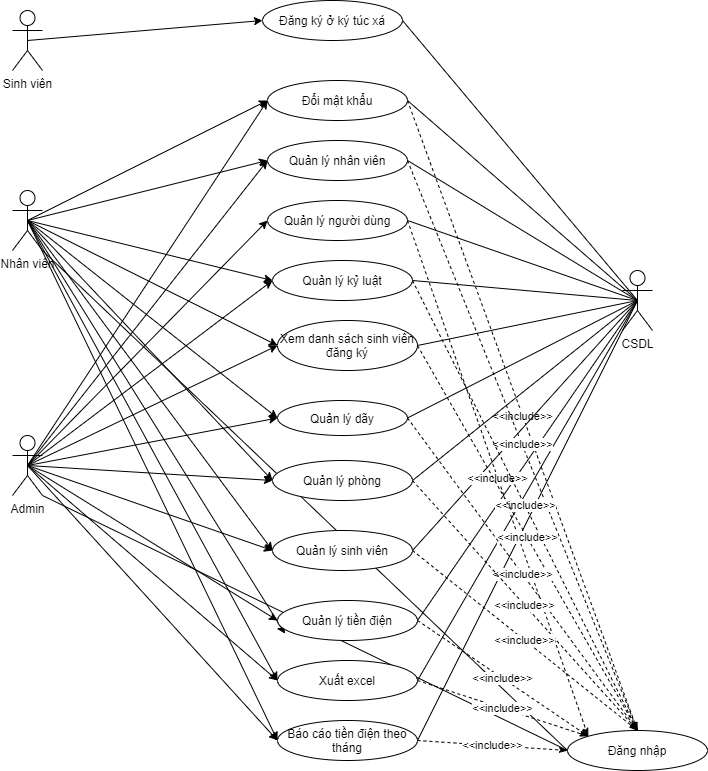 Đăng ký ở ký túc xá
Sinh viên
Đổi mật khẩu
Quản lý nhân viên
Quản lý người dùng
Nhân viên
Quản lý kỷ luật
Xem danh sách sinh viên
đăng ký
CSDL
Quản lý dãy
<<include>>
Admin
<<include>>
Quản lý phòng
<<include>>
<<include>>
<<include>>
Quản lý sinh viên
<<include>>
<<include>>
Quản lý tiền điện
<<include>>
Xuất excel
<<include>>
<<include>>
Báo cáo tiền điện theo
tháng
<<include>>
Đăng nhập